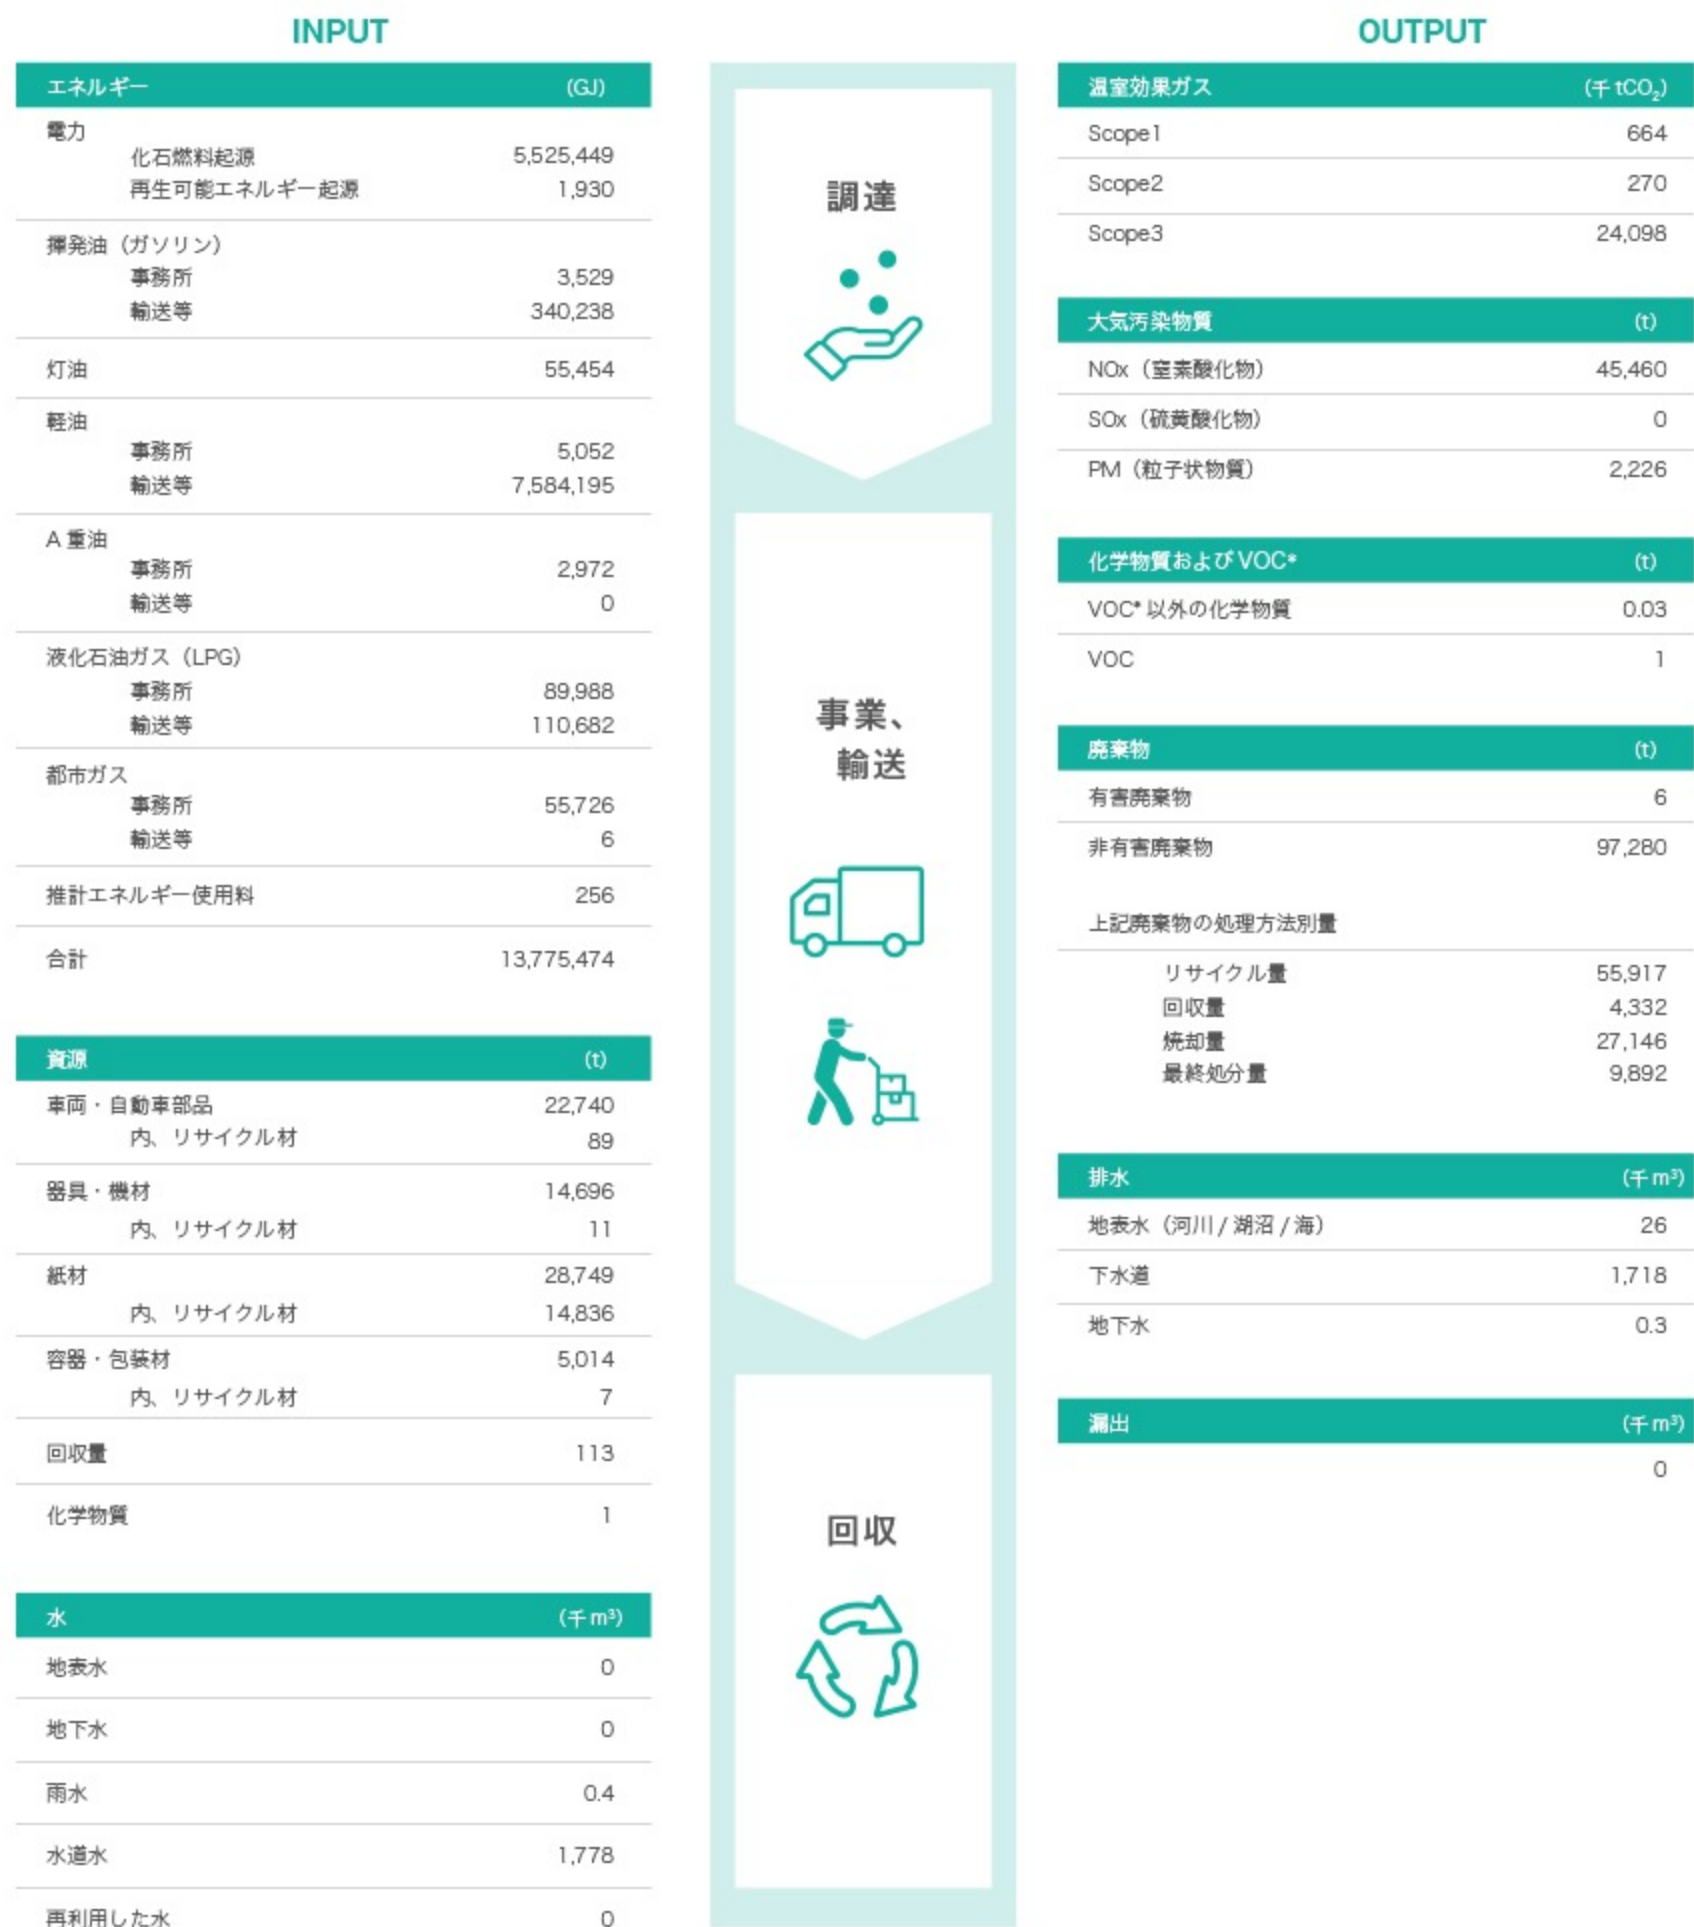 INPUT
エネルギー (GJ)
電力
化石燃料起源 5,525,449
再生可能エネルギー起源 1,930
揮発油（ガソリン）
事務所 3,529
輸送等 340,238
灯油 55,454
軽油
事務所 5,052
輸送等 7,584,195
A 重油
事務所 2,972
輸送等 0
液化石油ガス（LPG）
事務所 89,988
輸送等 110,682
都市ガス
事務所 55,726
輸送等 6
推計エネルギー使用料 256
合計 13,775,474
資源 (t)
車両・自動車部品 22,740
内、リサイクル材 89
器具・機材 14,696
内、リサイクル材 11
紙材 28,749
内、リサイクル材 14,836
容器・包装材 5,014
内、リサイクル材 7
回収量 113
化学物質 1
水 (千m³)
地表水 0
地下水 0
雨水 0.4
水道水 1,778
再利用した水 0
調達
事業、
輸送
回収
OUTPUT
温室効果ガス (千tCO₂)
Scope1 664
Scope2 270
Scope3 24,098
大気汚染物質 (t)
NOx（窒素酸化物） 45,460
SOx（硫黄酸化物） 0
PM（粒子状物質） 2,226
化学物質およびVOC* (t)
VOC* 以外の化学物質 0.03
VOC 1
廃棄物 (t)
有害廃棄物 6
非有害廃棄物 97,280
上記廃棄物の処理方法別量
リサイクル量 55,917
回収量 4,332
焼却量 27,146
最終処分量 9,892
排水 (千m³)
地表水（河川 / 湖沼 / 海） 26
下水道 1,718
地下水 0.3
漏出 (千m³)
0